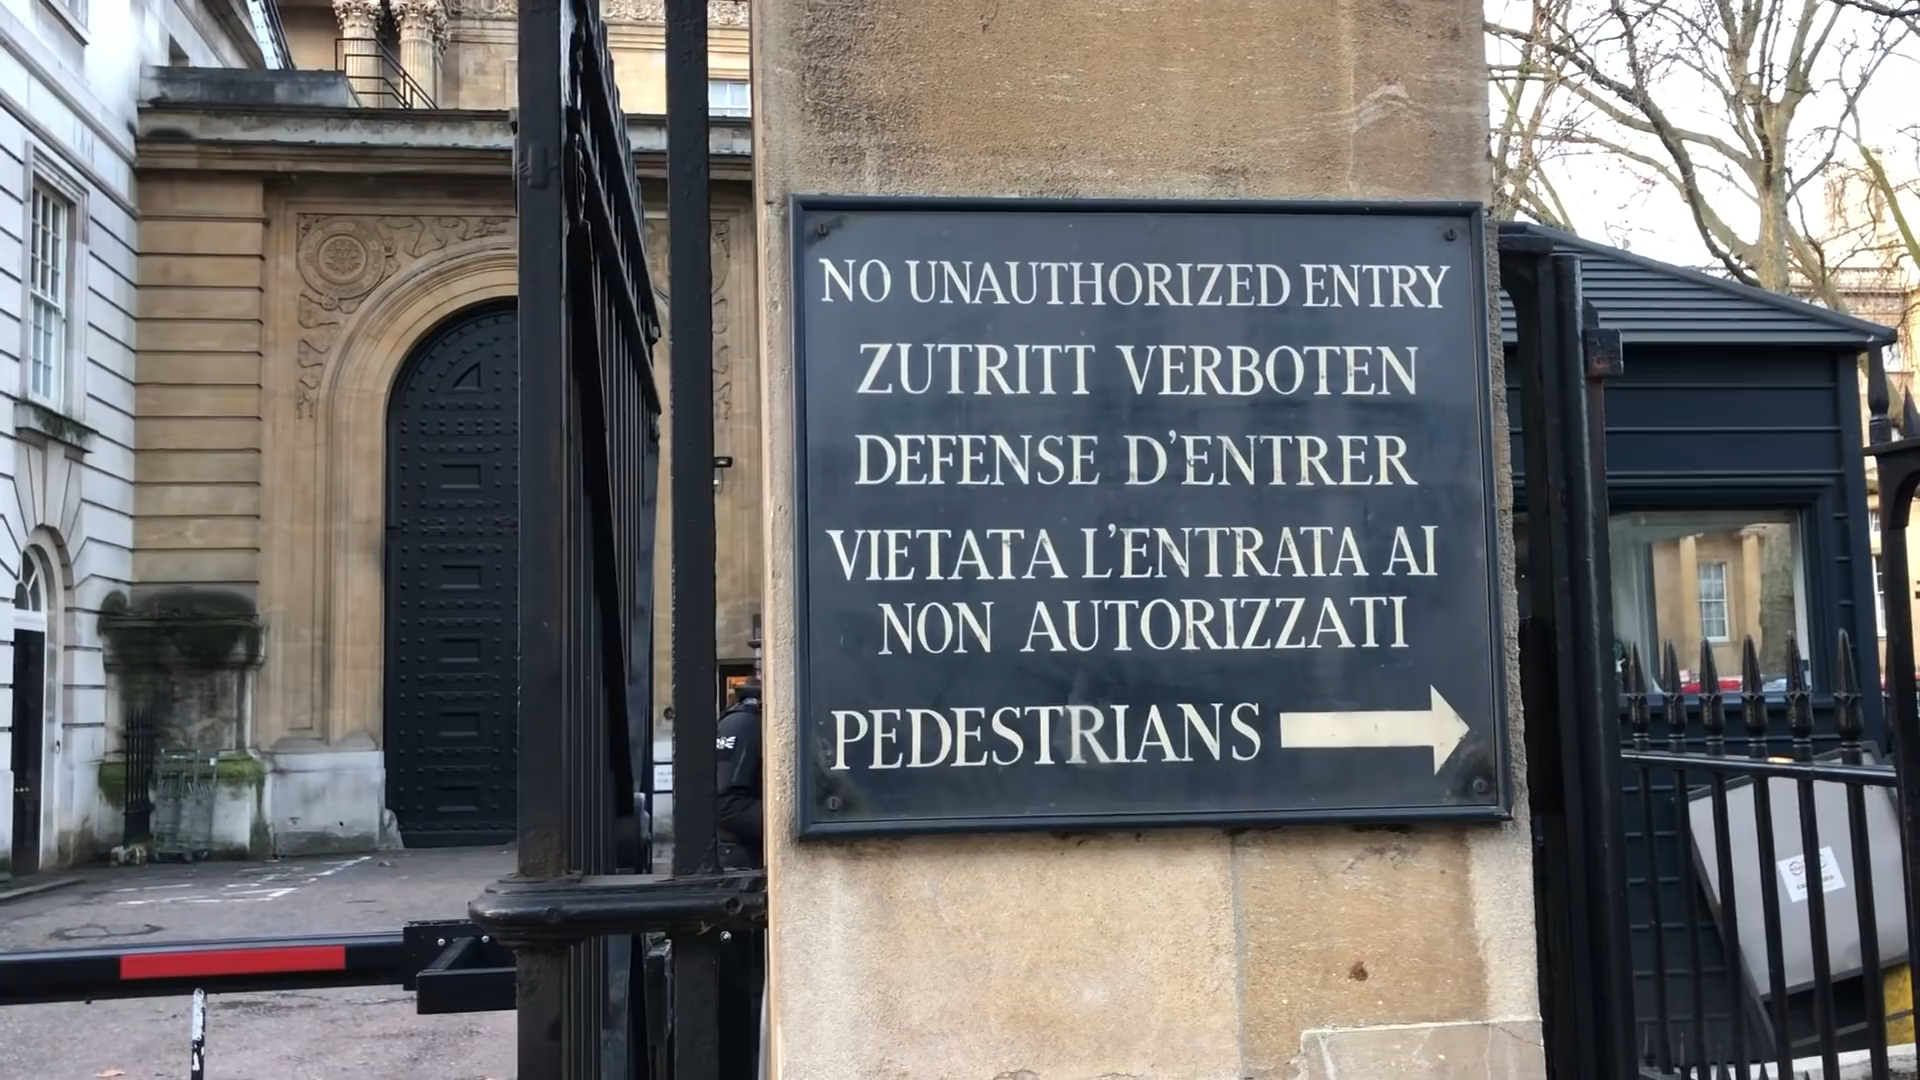 NO UNAUTHORIZED ENTRY
ZUTRITT VERBOTEN
DEFENSE D'ENTRER
VIETATA L'ENTRATA AI
NON AUTORIZZATI
PEDESTRIANS